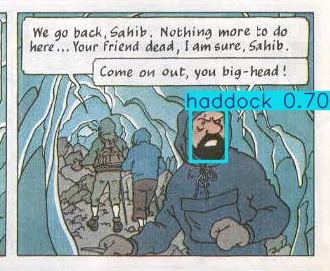 We go back, Sahib. Nothing more to do
here... Your friend dead, I am sure, Sahib.
Come on out, you big-head!
haddock 0.70